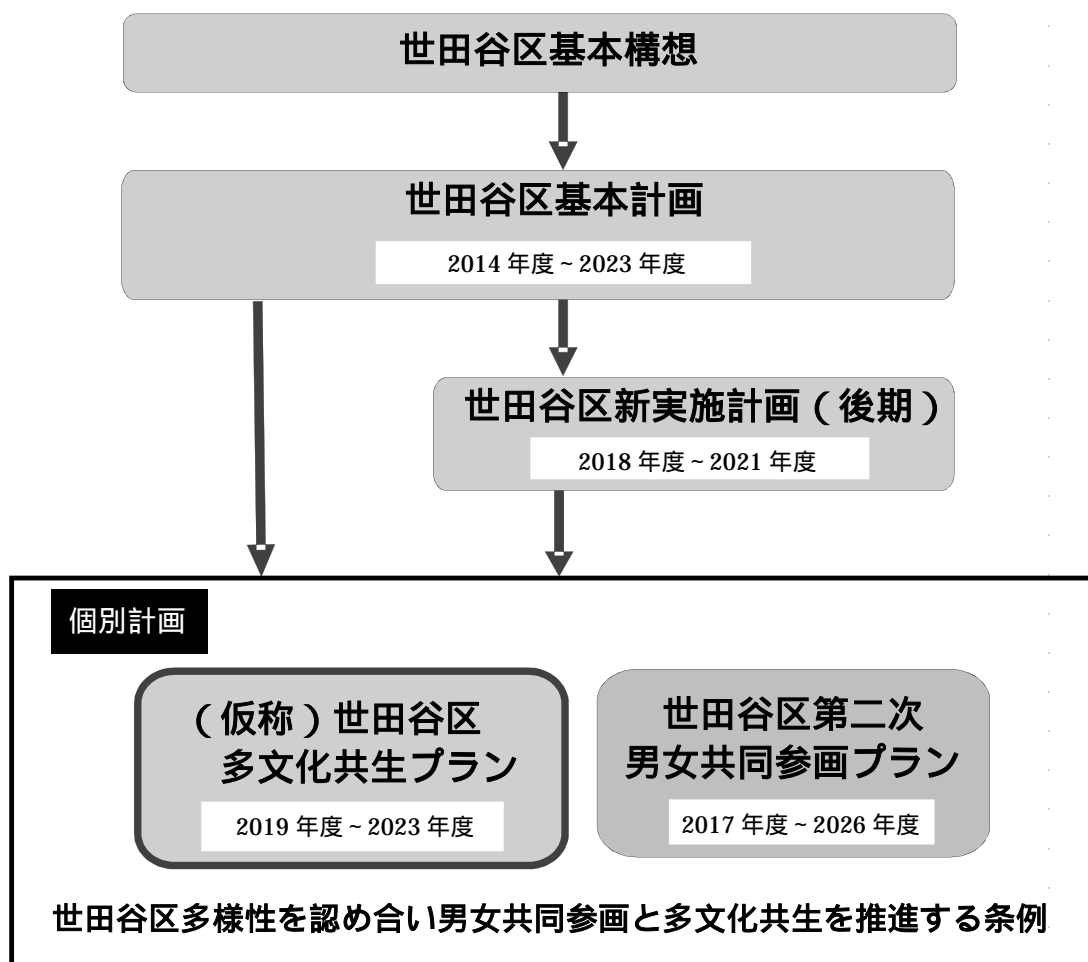 世田谷区基本構想
世田谷区基本計画
2014 年度 ~ 2023 年度
世田谷区新実施計画（後期）
2018 年度 ~ 2021 年度
個別計画
（仮称）世田谷区
多文化共生プラン
2019 年度 ~ 2023 年度
世田谷区第二次
男女共同参画プラン
2017 年度 ~ 2026 年度
世田谷区多様性を認め合い男女共同参画と多文化共生を推進する条例